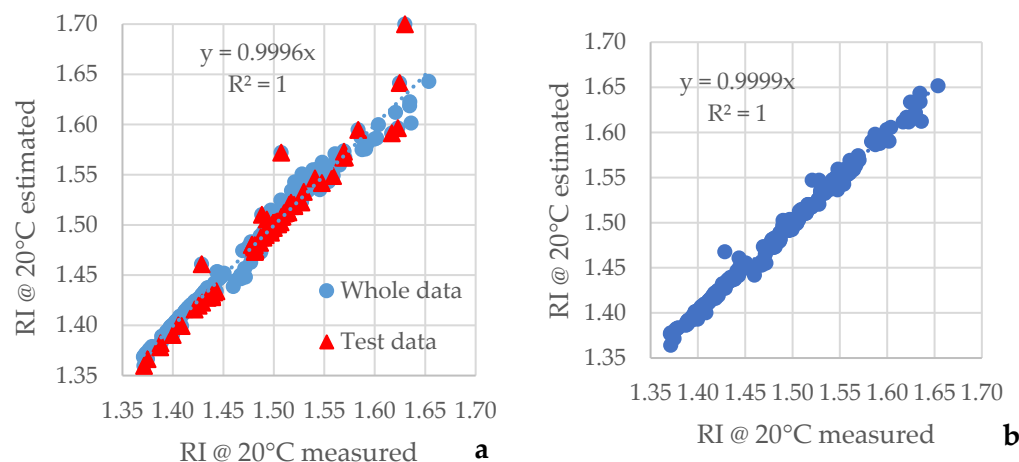 1.70
1.65
1.60
1.55
1.50
1.45
1.40
1.35
RI @ 20°C estimated
y = 0.9996x
R² = 1
Whole data
Test data
1.35 1.40 1.45 1.50 1.55 1.60 1.65 1.70
RI @ 20°C measured
a
1.70
1.65
1.60
1.55
1.50
1.45
1.40
1.35
RI @ 20°C estimated
y = 0.9999x
R² = 1
1.35 1.40 1.45 1.50 1.55 1.60 1.65 1.70
RI @ 20°C measured
b